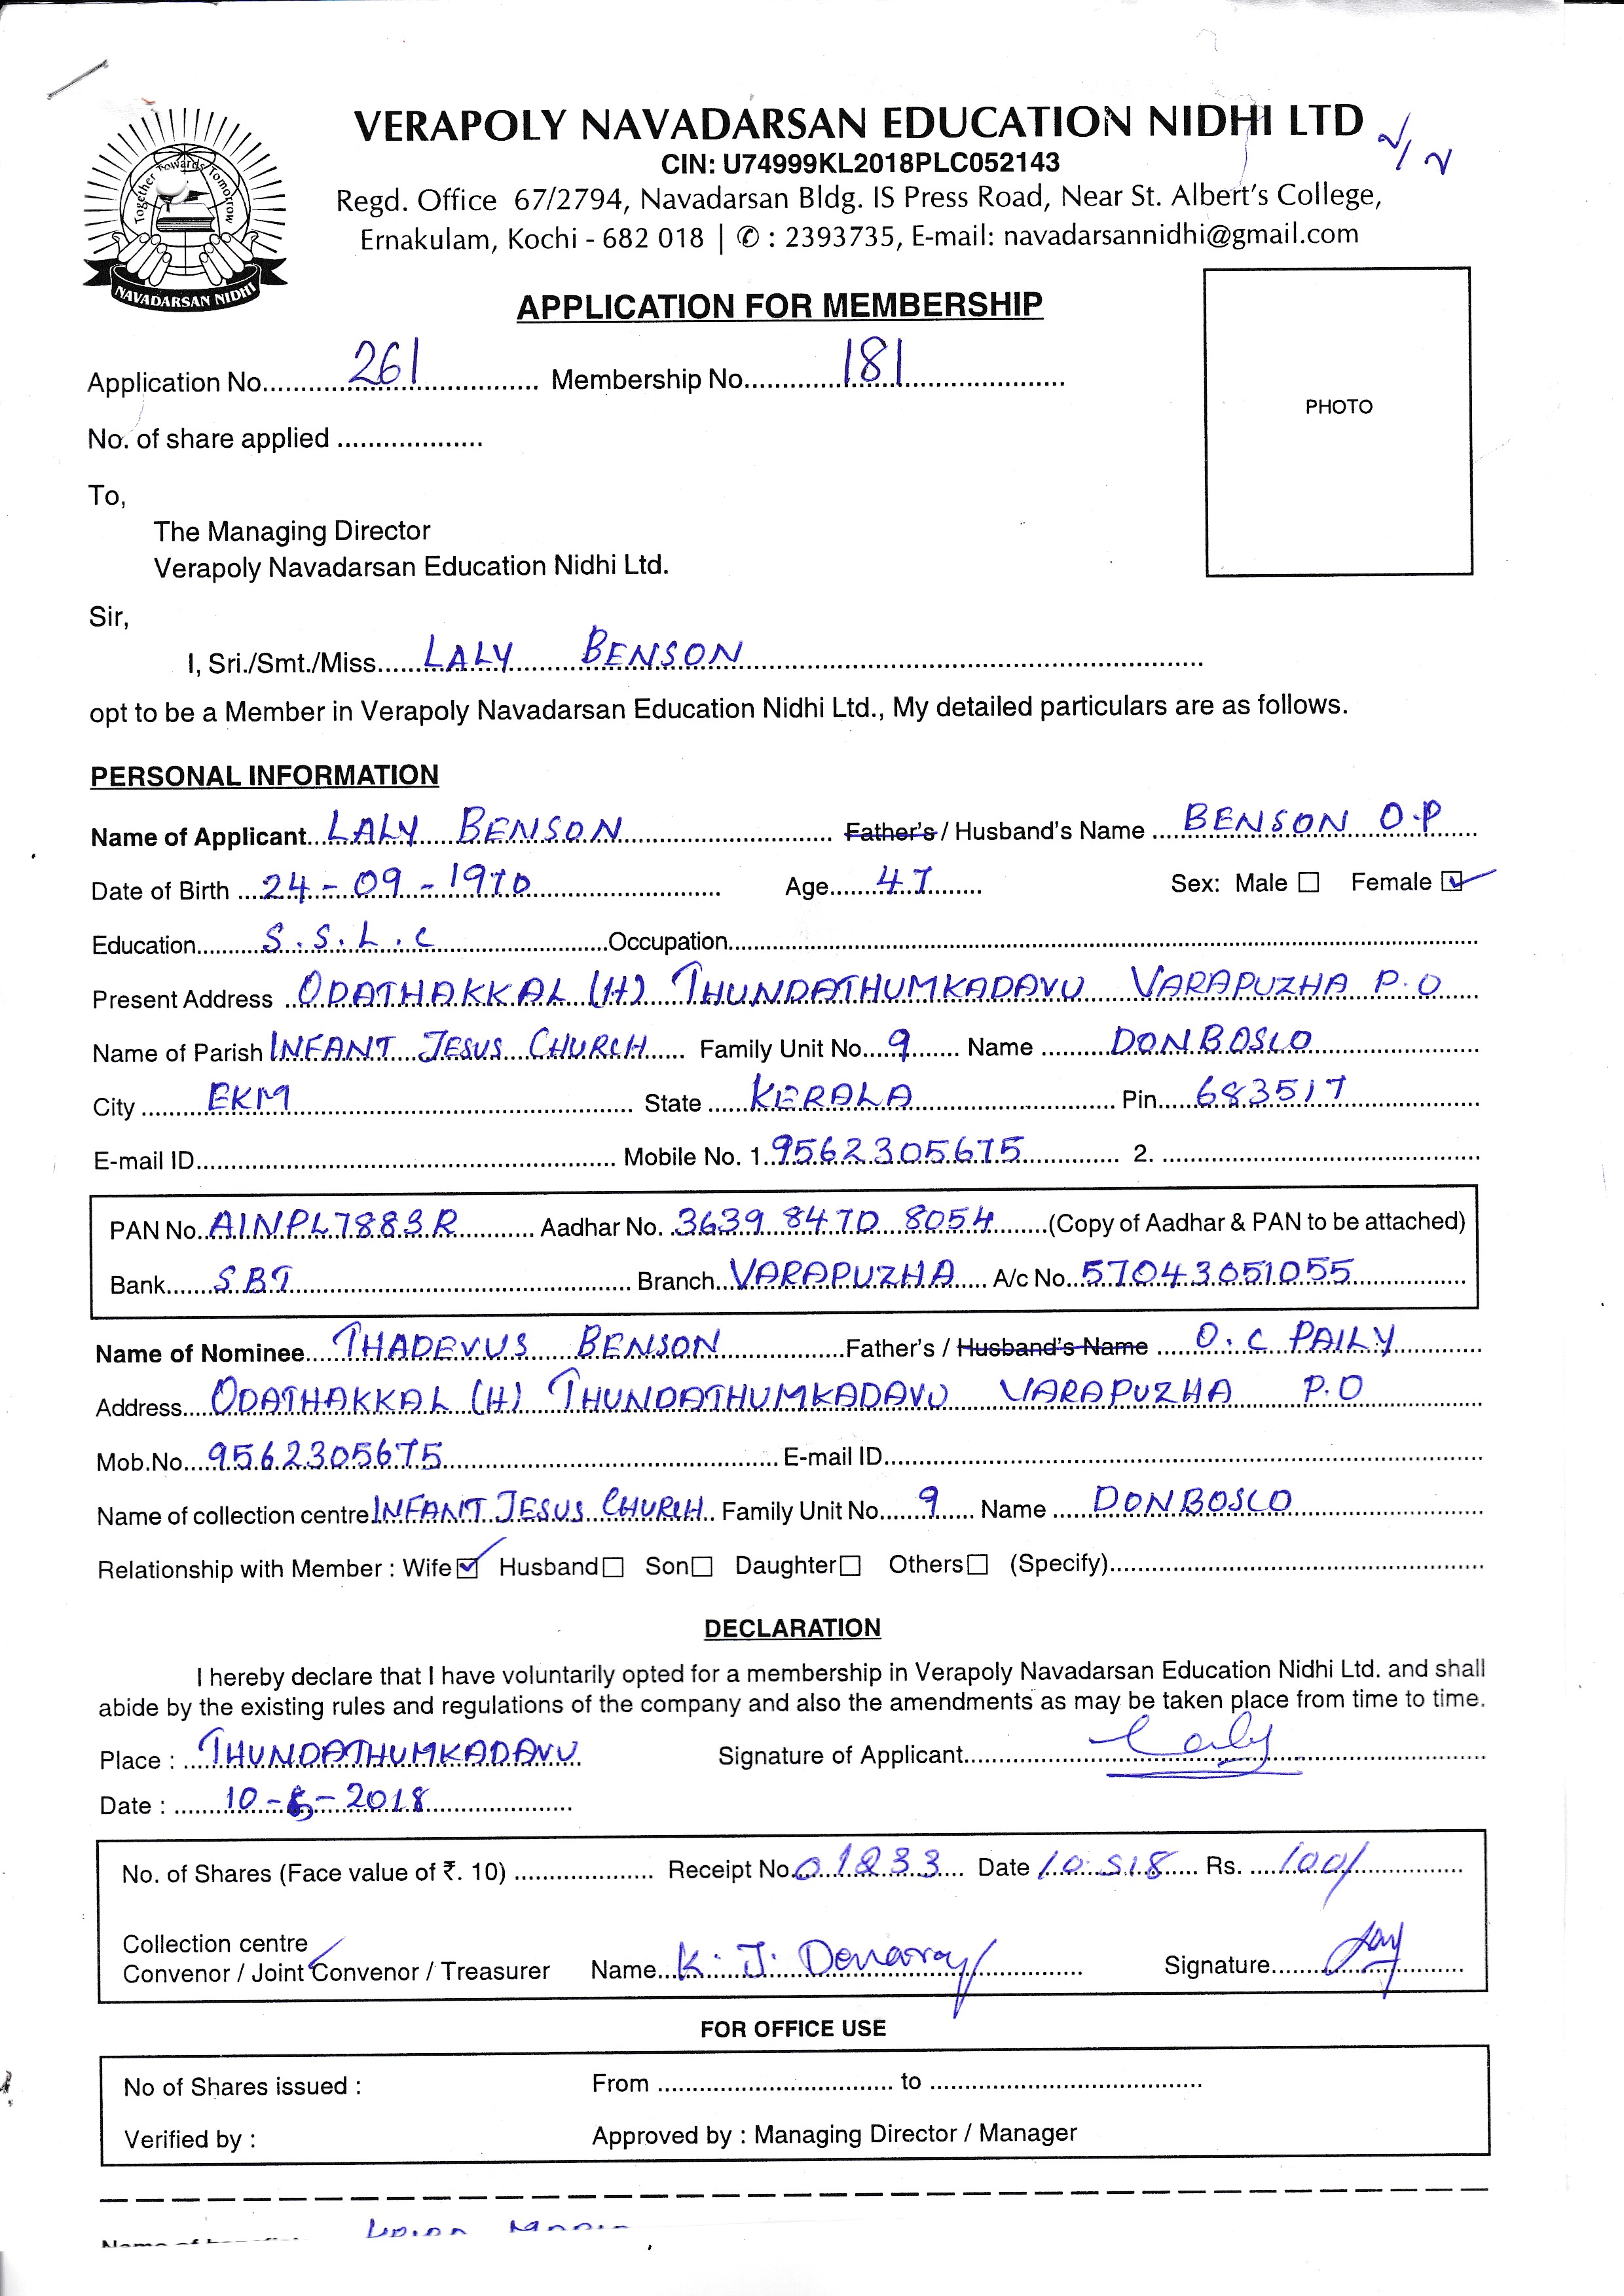 Together Towards Tomorrow
NAVADARSAN NIDHI
VERAPOLY NAVADARSAN EDUCATION NIDHI LTD
CIN: U74999KL2018PLC052143
Regd. Office 67/2794, Navadarsan Bldg. IS Press Road, Near St. Albert's College,
Ernakulam, Kochi - 682 018 | ✆ : 2393735, E-mail: navadarsannidhi@gmail.com
APPLICATION FOR MEMBERSHIP
Application No. 261 Membership No. 181
PHOTO
No. of share applied ...................
To,
The Managing Director
Verapoly Navadarsan Education Nidhi Ltd.
Sir,
I, Sri./Smt./Miss. LALY BENSON
opt to be a Member in Verapoly Navadarsan Education Nidhi Ltd., My detailed particulars are as follows.
PERSONAL INFORMATION
Name of Applicant LALY BENSON Father's / Husband's Name BENSON O.P
Date of Birth 24-09-1970 Age 47 Sex: Male ☐ Female ☑
Education S.S.L.C Occupation
Present Address ODATHAKKAL (H) THUNDATHUMKADAVU VARAPUZHA P.O
Name of Parish INFANT JESUS CHURCH Family Unit No. 9 Name DONBOSCO
City EKM State KERALA Pin 683517
E-mail ID Mobile No. 1. 9562305675 2.
PAN No. AINPL7883R Aadhar No. 3639 8470 8054 (Copy of Aadhar & PAN to be attached)
Bank SBT Branch VARAPUZHA A/c No. 57043051055
Name of Nominee THADEVUS BENSON Father's / Husband's Name O.C PAILY
Address ODATHAKKAL (H) THUNDATHUMKADAVU VARAPUZHA P.O
Mob.No. 9562305675 E-mail ID
Name of collection centre INFANT JESUS CHURCH Family Unit No. 9 Name DONBOSCO
Relationship with Member : Wife ☑ Husband ☐ Son ☐ Daughter ☐ Others ☐ (Specify)
DECLARATION
I hereby declare that I have voluntarily opted for a membership in Verapoly Navadarsan Education Nidhi Ltd. and shall
abide by the existing rules and regulations of the company and also the amendments as may be taken place from time to time.
Place : THUNDATHUMKADAVU Signature of Applicant Laly
Date : 10-5-2018
No. of Shares (Face value of ₹. 10) Receipt No. 01233 Date 10.5.18 Rs. 100/
Collection centre
Convenor / Joint Convenor / Treasurer Name K.J. Signature
FOR OFFICE USE
No of Shares issued : From to
Verified by : Approved by : Managing Director / Manager